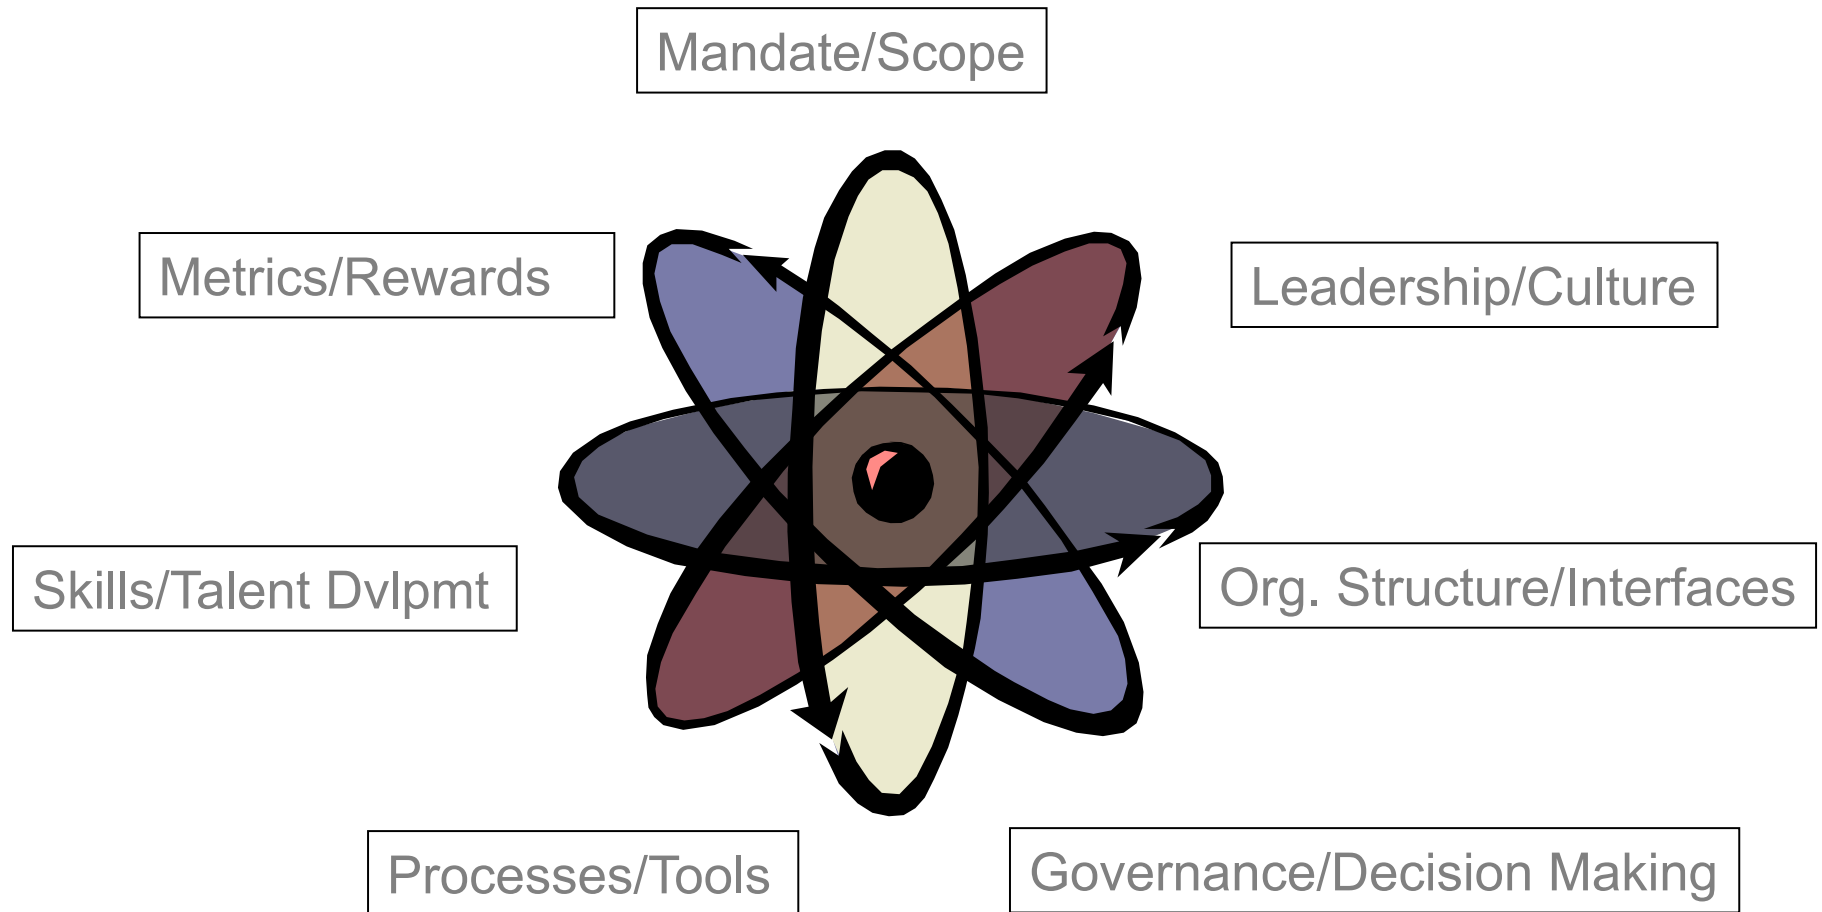 Mandate/Scope
Metrics/Rewards
Leadership/Culture
Skills/Talent Dvlpmt
Org. Structure/Interfaces
Processes/Tools
Governance/Decision Making